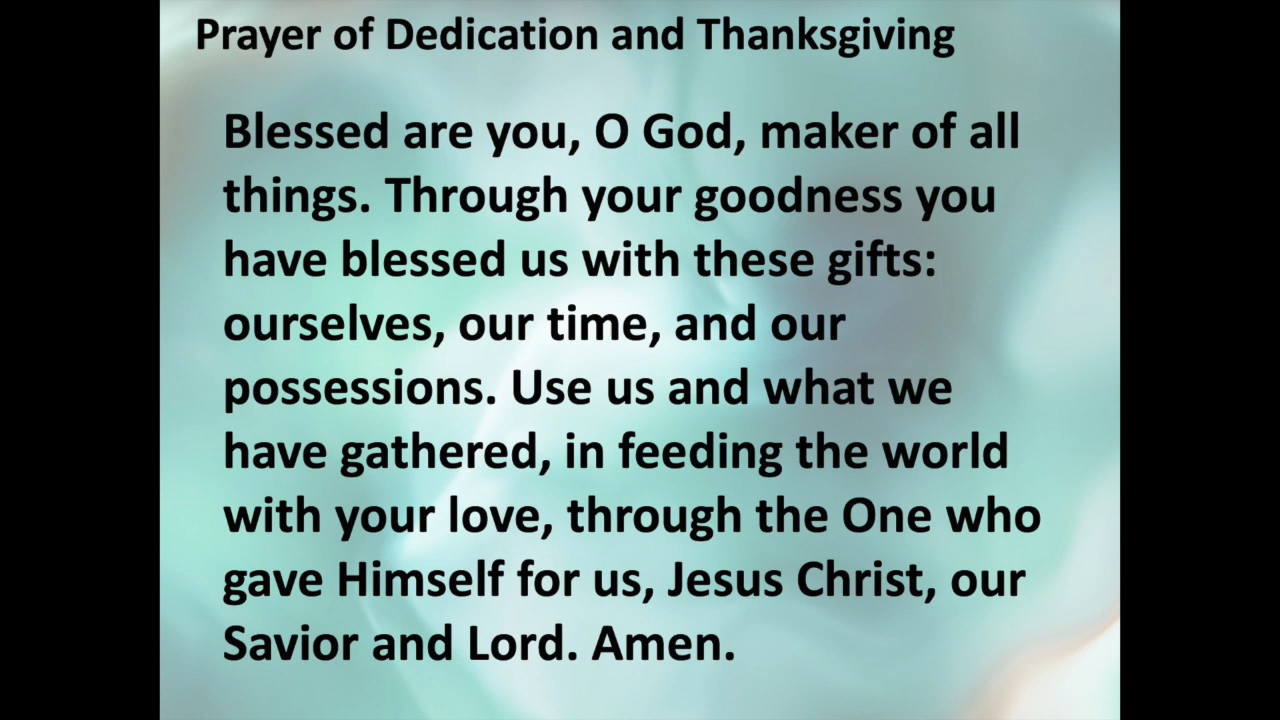 Prayer of Dedication and Thanksgiving
Blessed are you, O God, maker of all
things. Through your goodness you
have blessed us with these gifts:
ourselves, our time, and our
possessions. Use us and what we
have gathered, in feeding the world
with your love, through the One who
gave Himself for us, Jesus Christ, our
Savior and Lord. Amen.